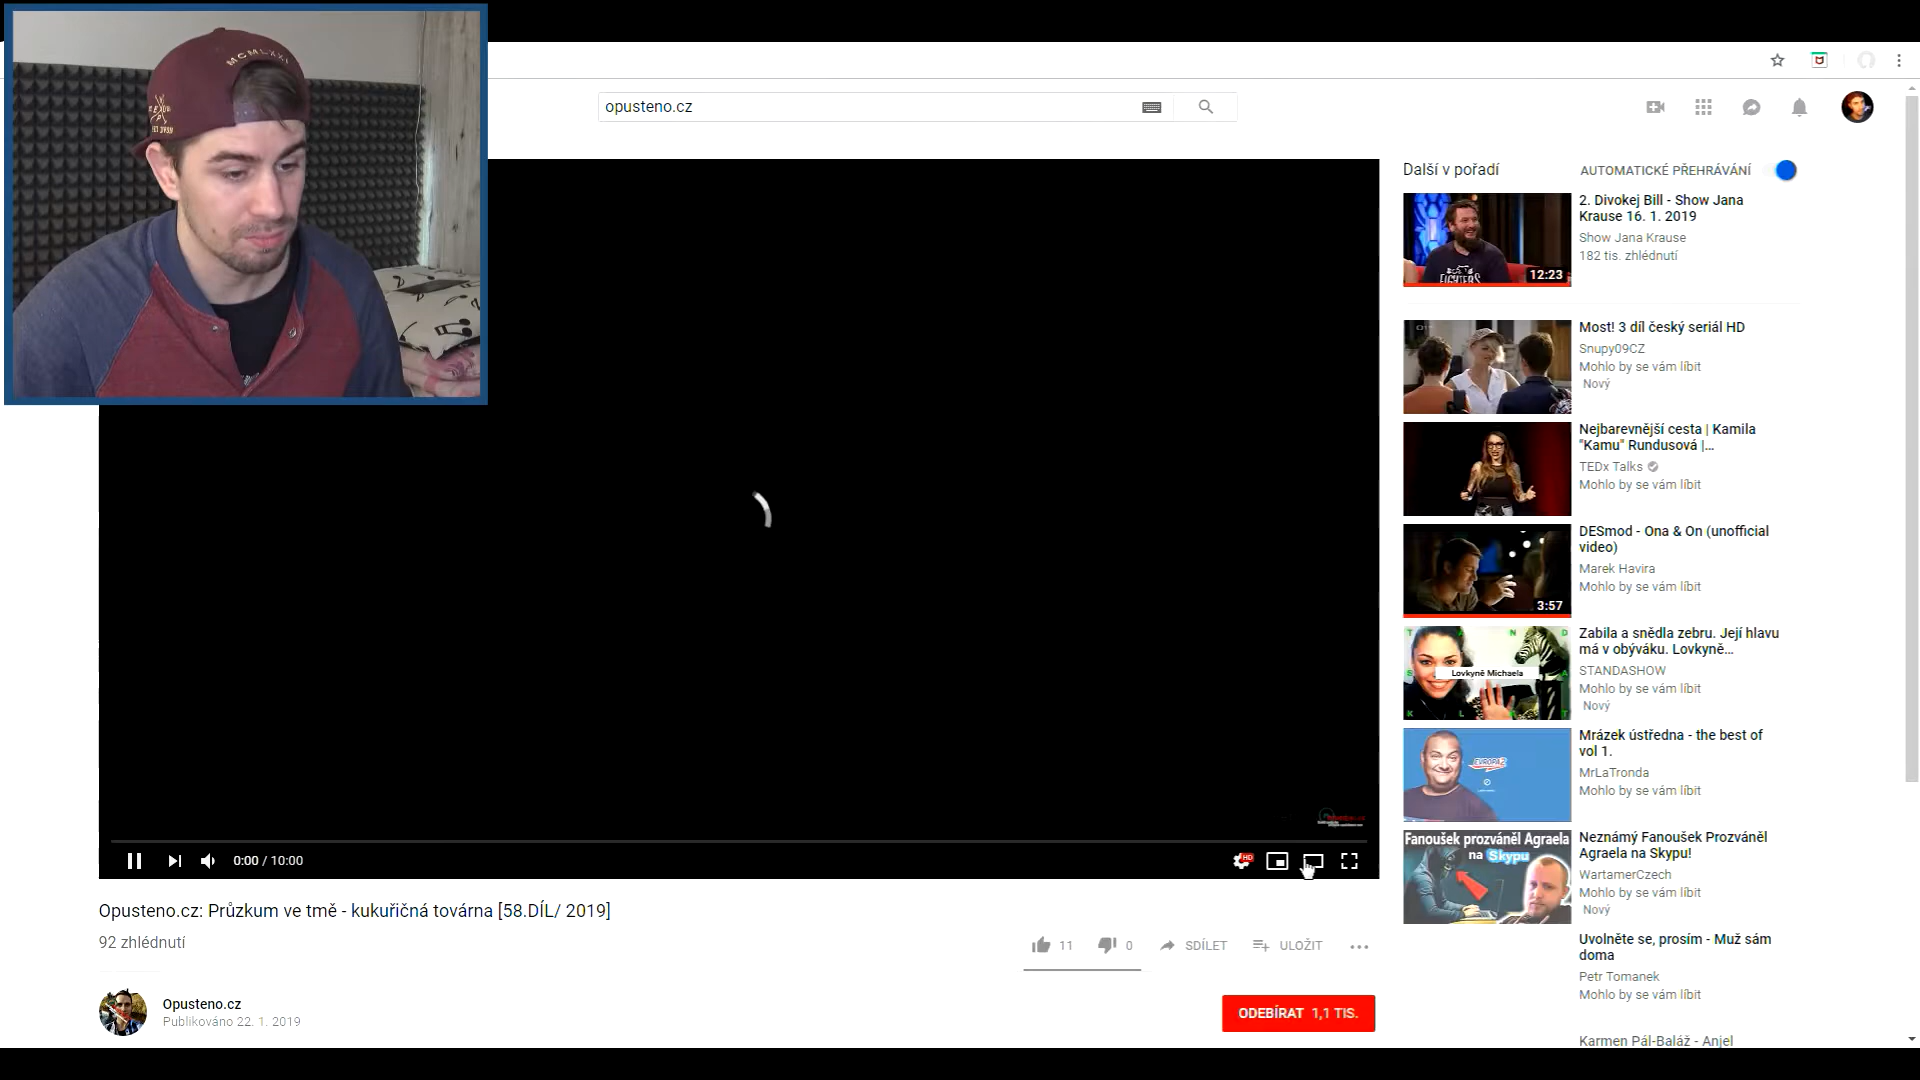 MCMLXXI
opusteno.cz
Další v pořadí
AUTOMATICKÉ PŘEHRÁVÁNÍ
2. Divokej Bill - Show Jana
Krause 16. 1. 2019
Show Jana Krause
182 tis. zhlédnutí
12:23
Most! 3 díl český seriál HD
Snupy09CZ
Mohlo by se vám líbit
Nový
Nejbarevnější cesta | Kamila
"Kamu" Rundusová |...
TEDx Talks
Mohlo by se vám líbit
DESmod - Ona & On (unofficial
video)
Marek Havira
Mohlo by se vám líbit
3:57
Zabila a snědla zebru. Její hlavu
má v obýváku. Lovkyně...
STANDASHOW
Mohlo by se vám líbit
Nový
Lovkyně Michaela
Mrázek ústředna - the best of
vol 1.
MrLaTronda
Mohlo by se vám líbit
EVROPA2
Fanoušek prozváněl Agraela
na Skypu
Neznámý Fanoušek Prozváněl
Agraela na Skypu!
WartamerCzech
Mohlo by se vám líbit
Nový
Uvolněte se, prosím - Muž sám
doma
Petr Tomanek
Mohlo by se vám líbit
Karmen Pál-Baláž - Anjel
0:00 / 10:00
HD
Opusteno.cz: Průzkum ve tmě - kukuřičná továrna [58.DÍL/ 2019]
92 zhlédnutí
11
0
SDÍLET
ULOŽIT
Opusteno.cz
Publikováno 22. 1. 2019
ODEBÍRAT 1,1 TIS.